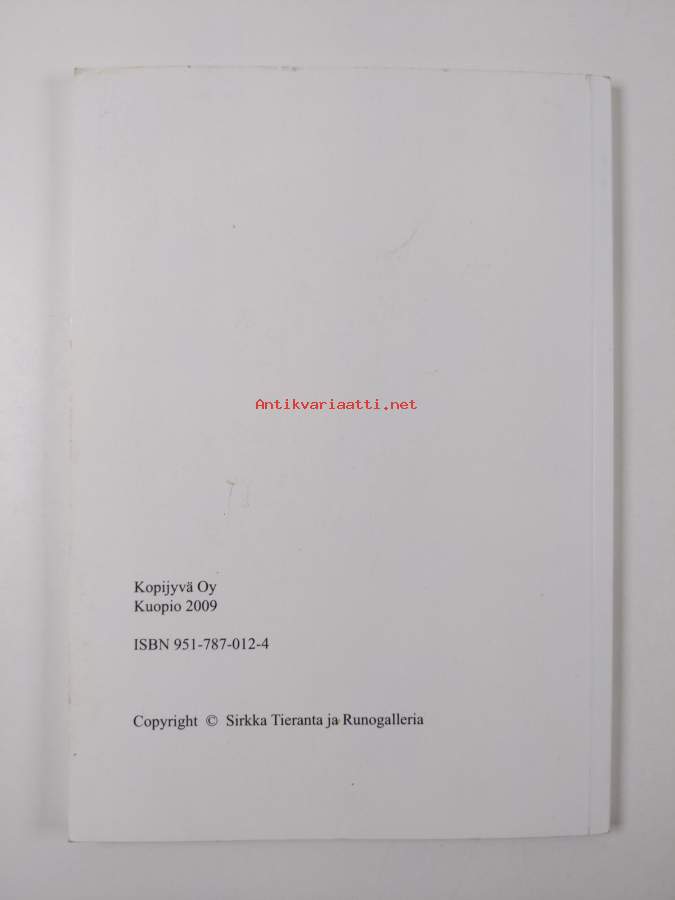 Antikvariaatti.net
Kopijyvä Oy
Kuopio 2009
ISBN 951-787-012-4
Copyright © Sirkka Tieranta ja Runogalleria